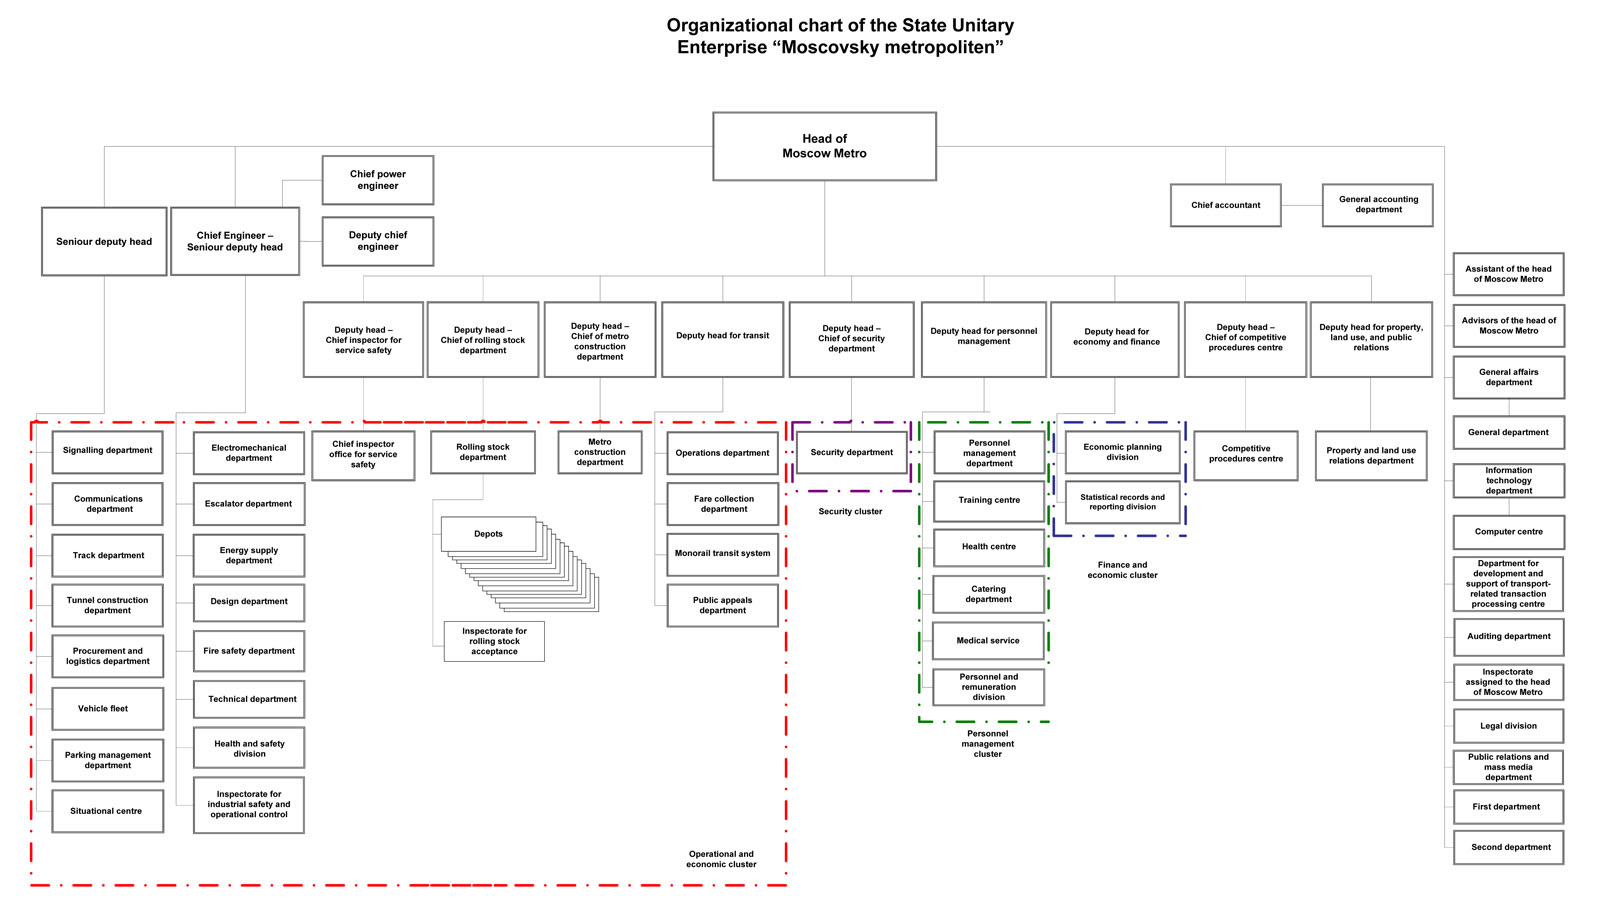 Organizational chart of the State Unitary
Enterprise “Moscovsky metropoliten”
Head of
Moscow Metro
Chief power
engineer
Seniour deputy head
Chief Engineer –
Seniour deputy head
Deputy chief
engineer
Chief accountant
General accounting
department
Deputy head –
Chief inspector for
service safety
Deputy head –
Chief of rolling stock
department
Deputy head –
Chief of metro
construction
department
Deputy head for transit
Deputy head –
Chief of security
department
Deputy head for personnel
management
Deputy head for
economy and finance
Deputy head –
Chief of competitive
procedures centre
Deputy head for property,
land use, and public
relations
Signalling department
Communications
department
Track department
Tunnel construction
department
Procurement and
logistics department
Vehicle fleet
Parking management
department
Situational centre
Electromechanical
department
Escalator department
Energy supply
department
Design department
Fire safety department
Technical department
Health and safety
division
Inspectorate for
industrial safety and
operational control
Chief inspector
office for service
safety
Rolling stock
department
Depots
Inspectorate for
rolling stock
acceptance
Metro
construction
department
Operations department
Fare collection
department
Monorail transit system
Public appeals
department
Operational and
economic cluster
Security department
Security cluster
Personnel
management
department
Training centre
Health centre
Catering
department
Medical service
Personnel and
remuneration
division
Personnel
management
cluster
Economic planning
division
Statistical records and
reporting division
Finance and
economic cluster
Competitive
procedures centre
Property and land use
relations department
Assistant of the head
of Moscow Metro
Advisors of the head of
Moscow Metro
General affairs
department
General department
Information
technology
department
Computer centre
Department for
development and
support of transport-
related transaction
processing centre
Auditing department
Inspectorate
assigned to the head
of Moscow Metro
Legal division
Public relations and
mass media
department
First department
Second department